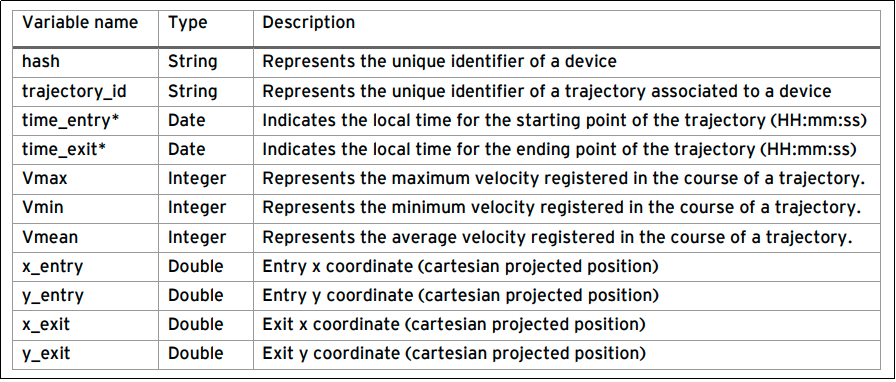 Variable name Type Description
hash String Represents the unique identifier of a device
trajectory_id String Represents the unique identifier of a trajectory associated to a device
time_entry* Date Indicates the local time for the starting point of the trajectory (HH:mm:ss)
time_exit* Date Indicates the local time for the ending point of the trajectory (HH:mm:ss)
Vmax Integer Represents the maximum velocity registered in the course of a trajectory.
Vmin Integer Represents the minimum velocity registered in the course of a trajectory.
Vmean Integer Represents the average velocity registered in the course of a trajectory.
x_entry Double Entry x coordinate (cartesian projected position)
y_entry Double Entry y coordinate (cartesian projected position)
x_exit Double Exit x coordinate (cartesian projected position)
y_exit Double Exit y coordinate (cartesian projected position)